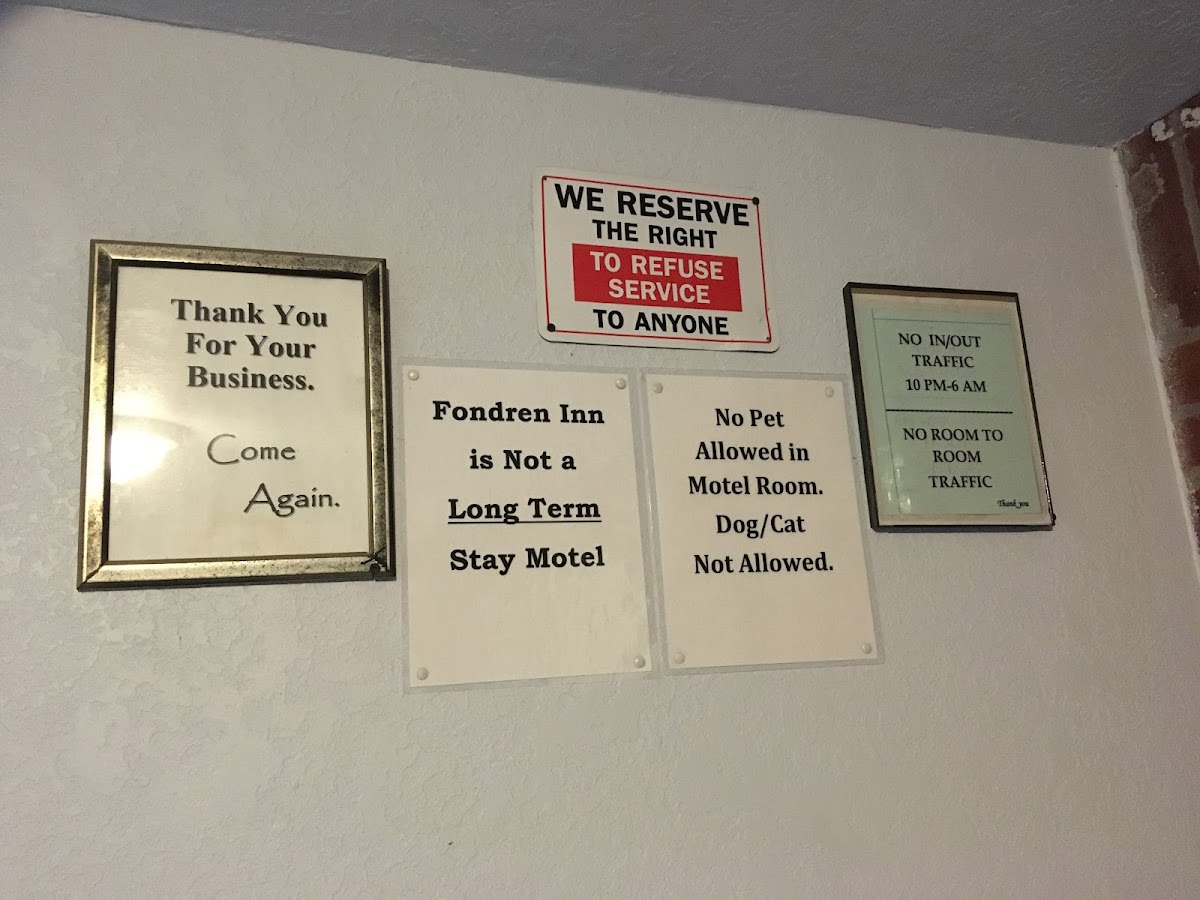 Thank You
For Your
Business.
Come
Again.
WE RESERVE
THE RIGHT
TO REFUSE
SERVICE
TO ANYONE
Fondren Inn
is Not a
Long Term
Stay Motel
No Pet
Allowed in
Motel Room.
Dog/Cat
Not Allowed.
NO IN/OUT
TRAFFIC
10 PM-6 AM
NO ROOM TO
ROOM
TRAFFIC
Thank you